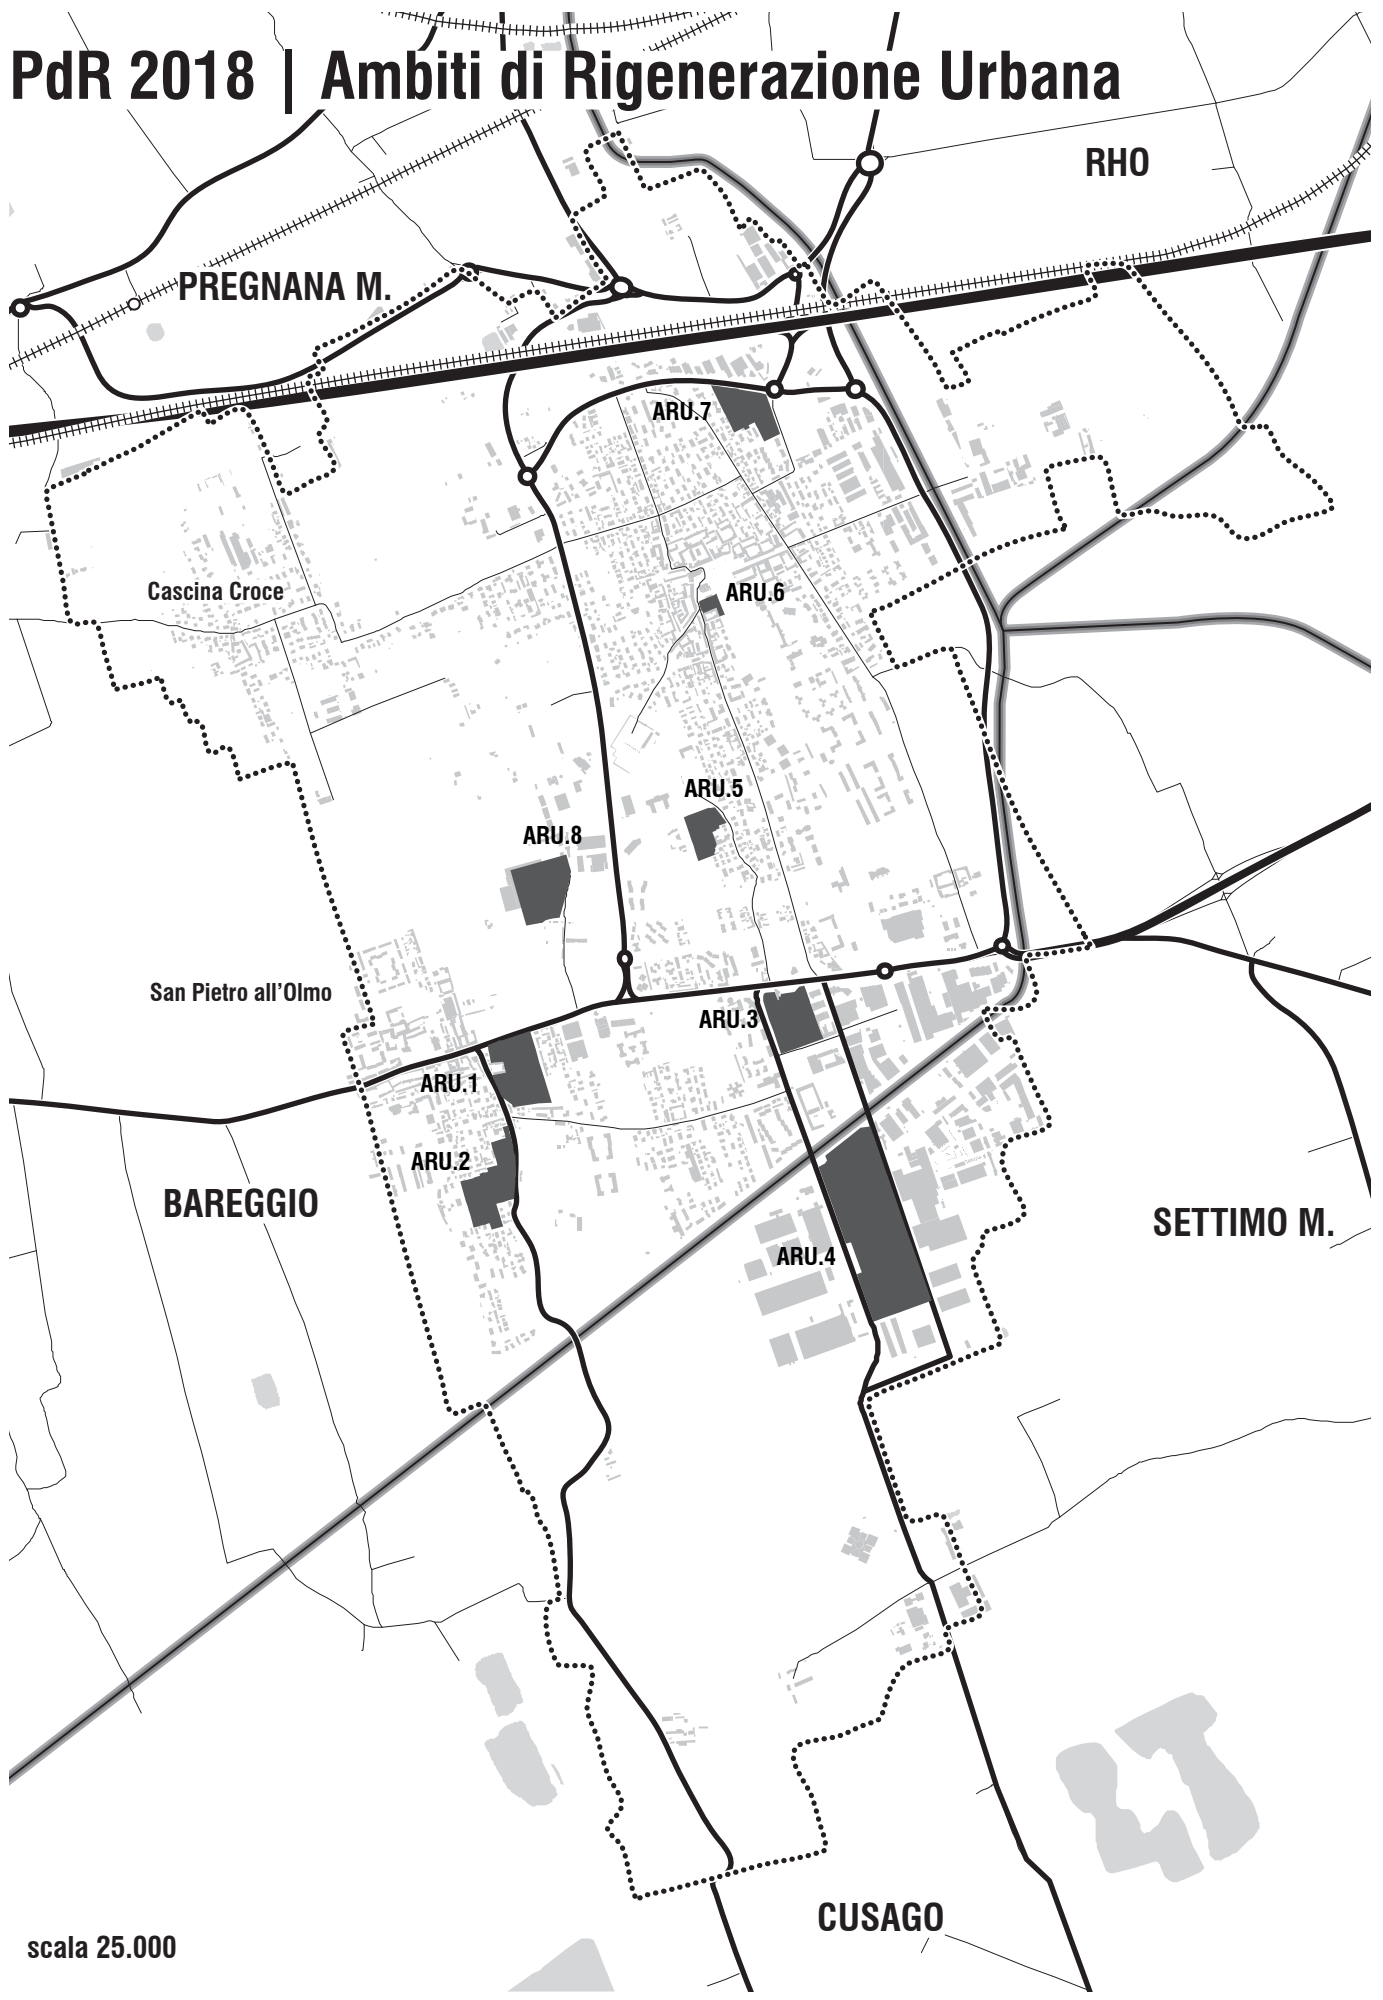 PdR 2018 | Ambiti di Rigenerazione Urbana
RHO
PREGNANA M.
ARU.7
Cascina Croce
ARU.6
ARU.5
ARU.8
San Pietro all'Olmo
ARU.3
ARU.1
ARU.2
BAREGGIO
SETTIMO M.
ARU.4
CUSAGO
scala 25.000